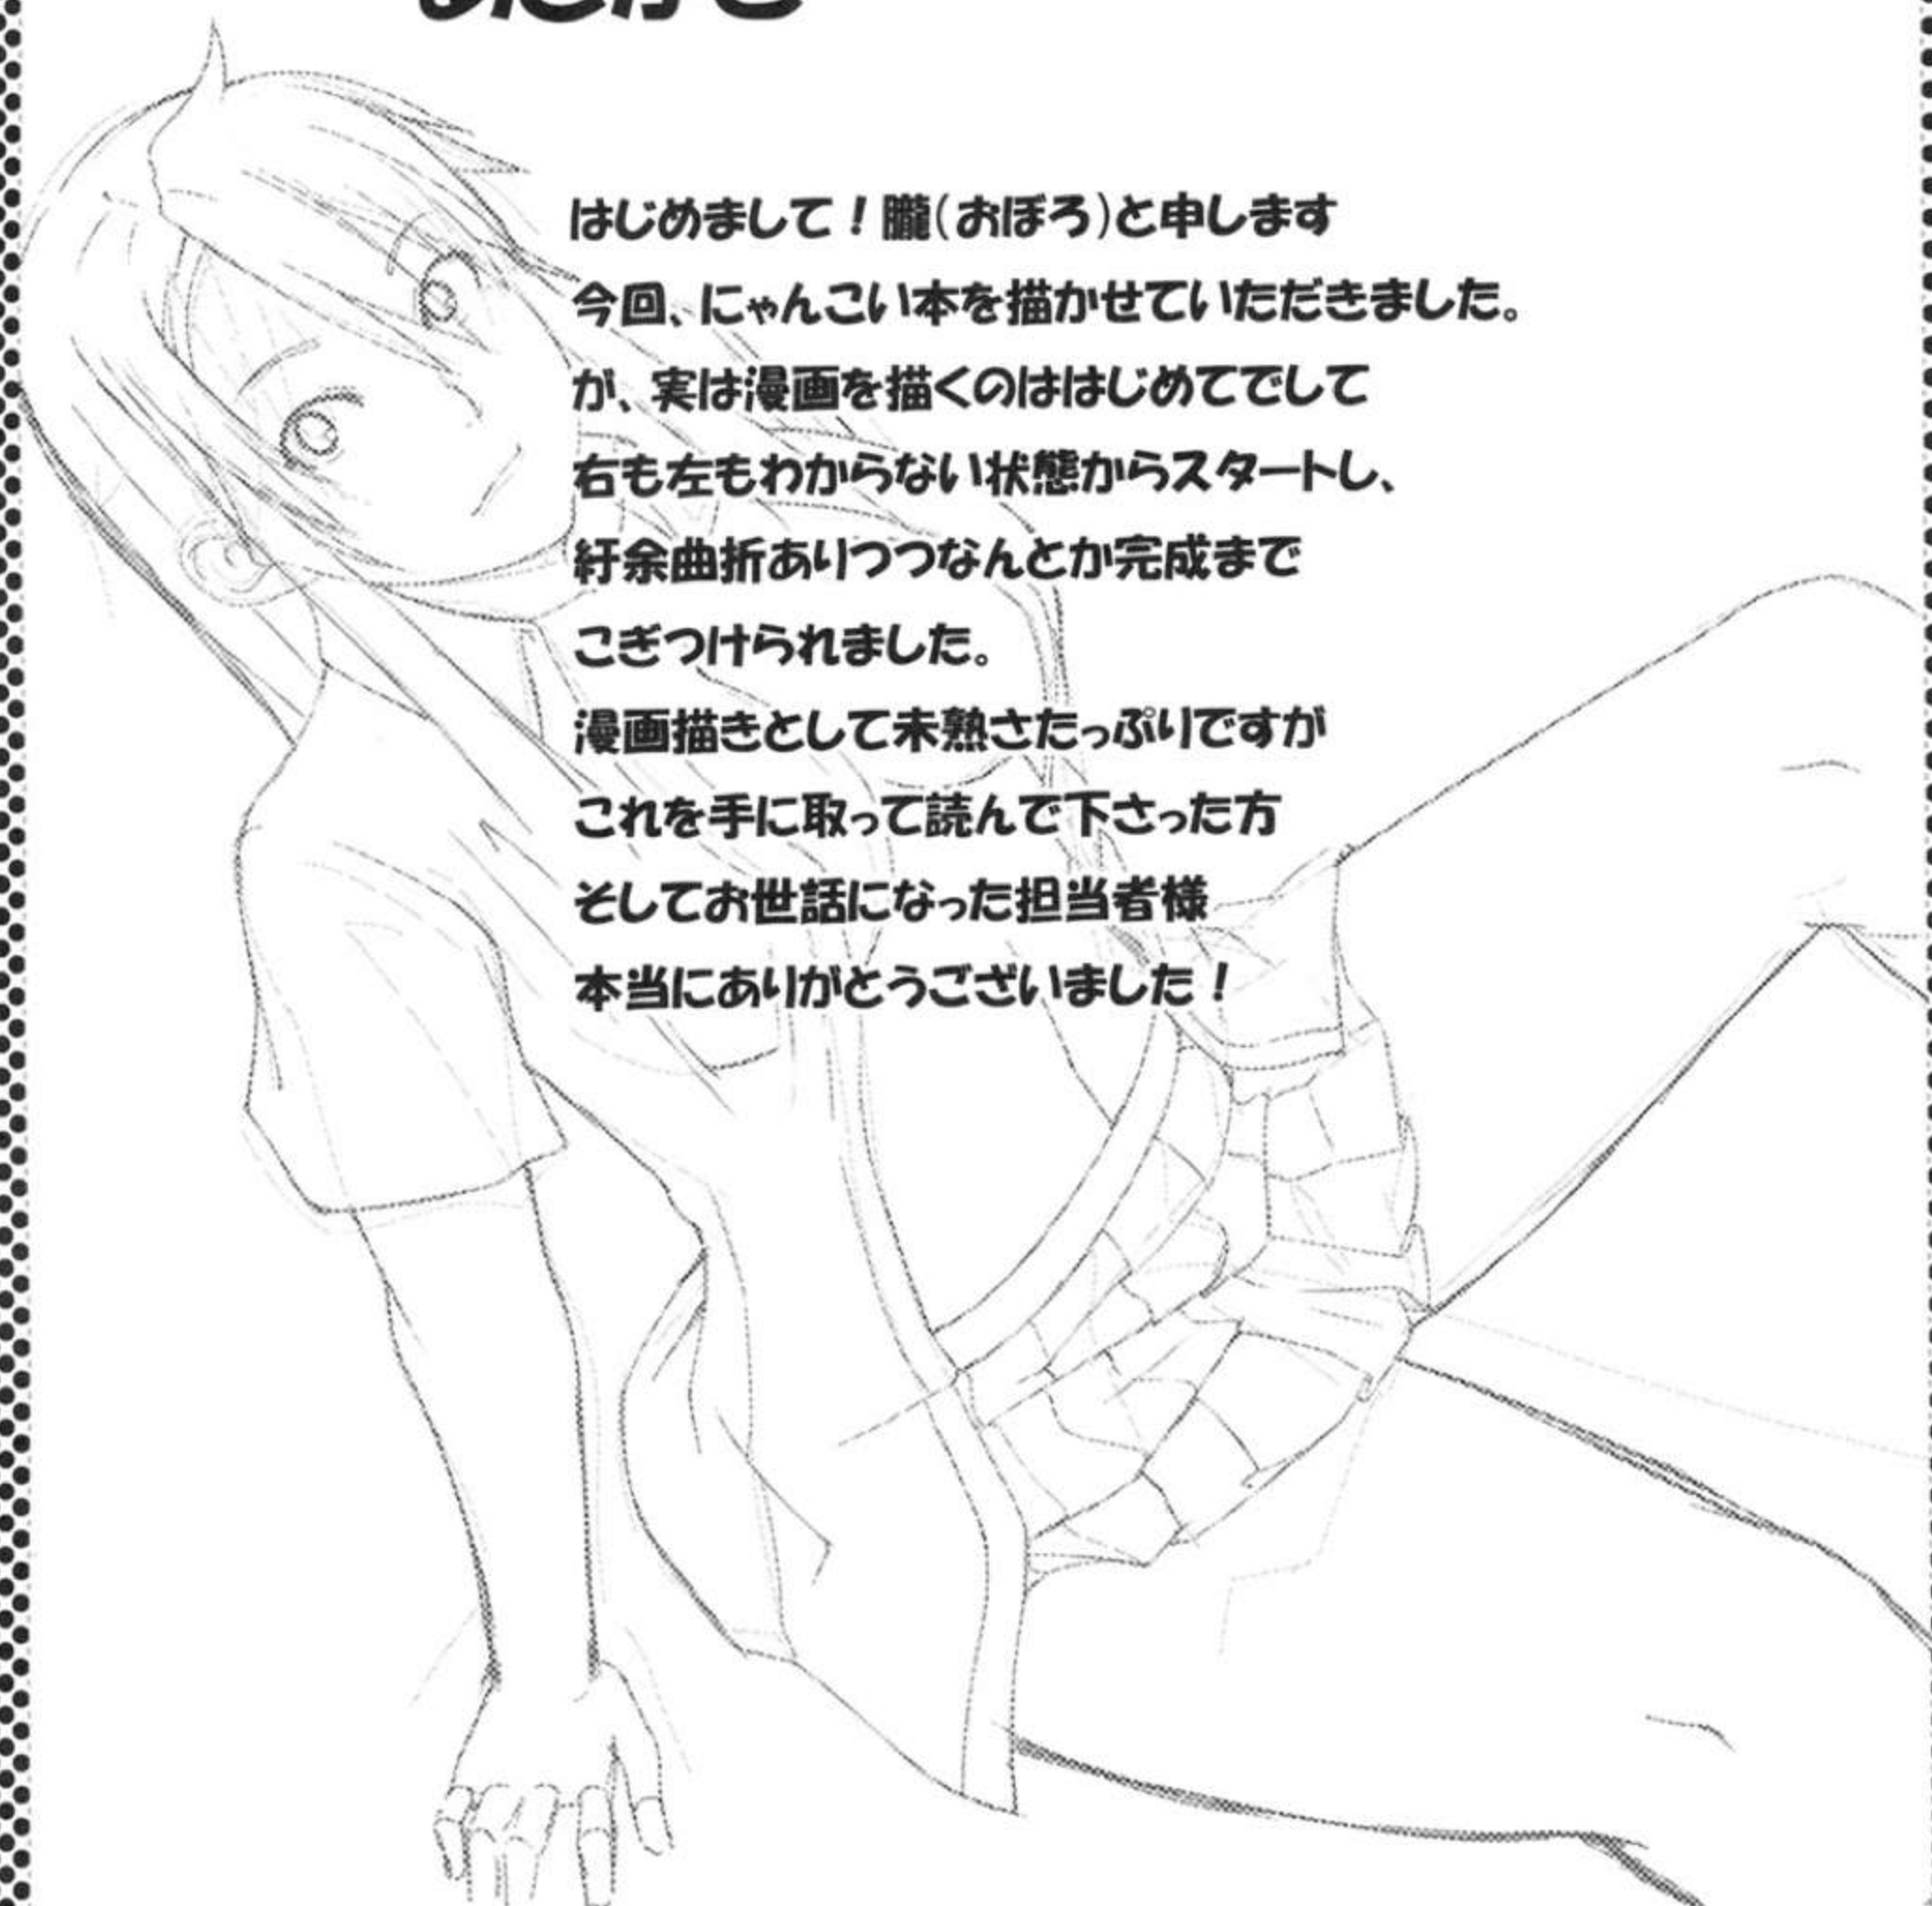 あとがき
はじめまして！朧（おぼろ）と申します
今回、にゃんこい本を描かせていただきました。
が、実は漫画を描くのははじめてでして
右も左もわからない状態からスタートし、
紆余曲折ありつつなんとか完成まで
こぎつけられました。
漫画描きとして未熟さたっぷりですが
これを手に取って読んで下さった方
そしてお世話になった担当者様
本当にありがとうございました！